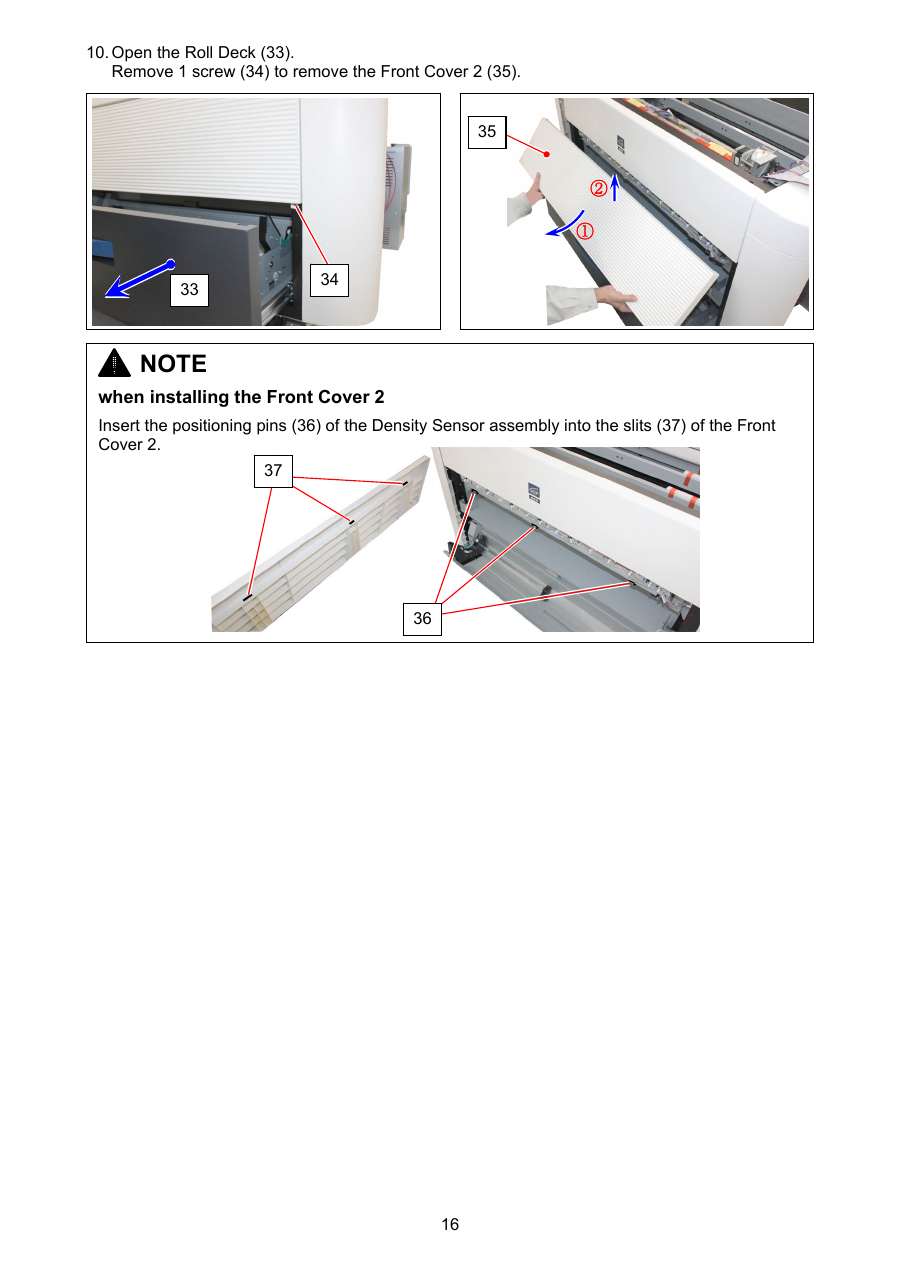 10. Open the Roll Deck (33).
Remove 1 screw (34) to remove the Front Cover 2 (35).
33
34
35
②
①
NOTE
when installing the Front Cover 2
Insert the positioning pins (36) of the Density Sensor assembly into the slits (37) of the Front
Cover 2.
37
36
16